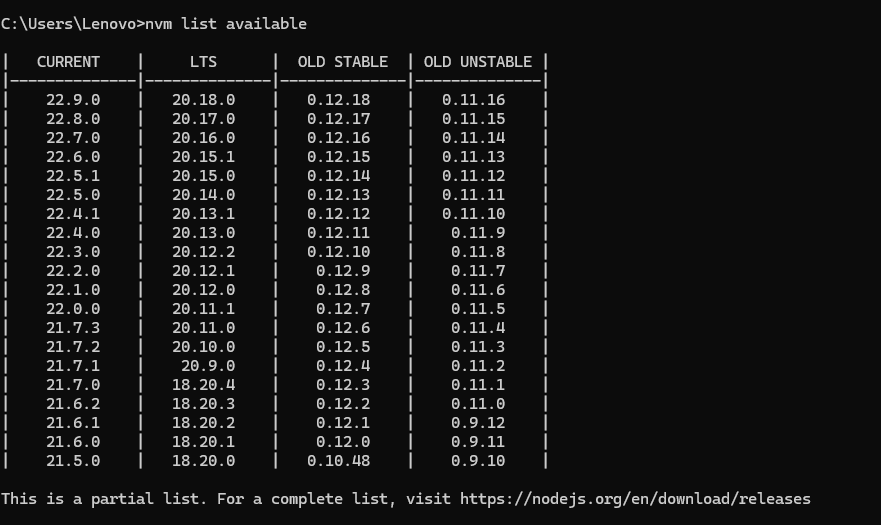 C:\Users\Lenovo>nvm list available
|   CURRENT    |     LTS      |  OLD STABLE  | OLD UNSTABLE |
|--------------|--------------|--------------|--------------|
|    22.9.0    |   20.18.0    |   0.12.18    |   0.11.16    |
|    22.8.0    |   20.17.0    |   0.12.17    |   0.11.15    |
|    22.7.0    |   20.16.0    |   0.12.16    |   0.11.14    |
|    22.6.0    |   20.15.1    |   0.12.15    |   0.11.13    |
|    22.5.1    |   20.15.0    |   0.12.14    |   0.11.12    |
|    22.5.0    |   20.14.0    |   0.12.13    |   0.11.11    |
|    22.4.1    |   20.13.1    |   0.12.12    |   0.11.10    |
|    22.4.0    |   20.13.0    |   0.12.11    |    0.11.9    |
|    22.3.0    |   20.12.2    |   0.12.10    |    0.11.8    |
|    22.2.0    |   20.12.1    |    0.12.9    |    0.11.7    |
|    22.1.0    |   20.12.0    |    0.12.8    |    0.11.6    |
|    22.0.0    |   20.11.1    |    0.12.7    |    0.11.5    |
|    21.7.3    |   20.11.0    |    0.12.6    |    0.11.4    |
|    21.7.2    |   20.10.0    |    0.12.5    |    0.11.3    |
|    21.7.1    |    20.9.0    |    0.12.4    |    0.11.2    |
|    21.7.0    |   18.20.4    |    0.12.3    |    0.11.1    |
|    21.6.2    |   18.20.3    |    0.12.2    |    0.11.0    |
|    21.6.1    |   18.20.2    |    0.12.1    |    0.9.12    |
|    21.6.0    |   18.20.1    |    0.12.0    |    0.9.11    |
|    21.5.0    |   18.20.0    |   0.10.48    |    0.9.10    |
This is a partial list. For a complete list, visit https://nodejs.org/en/download/releases